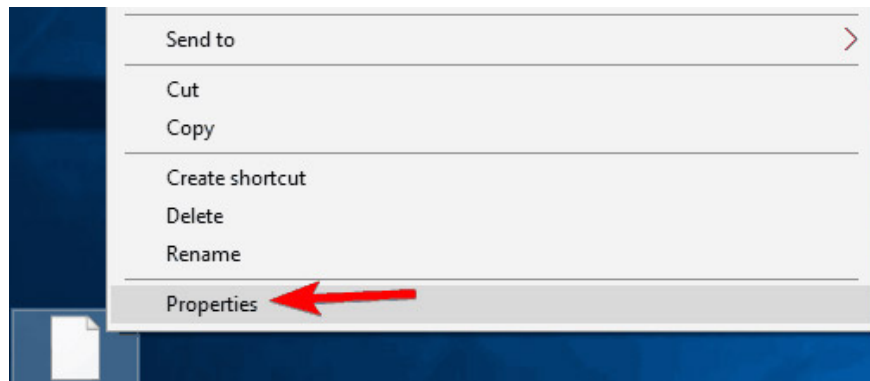 Send to
Cut
Copy
Create shortcut
Delete
Rename
Properties